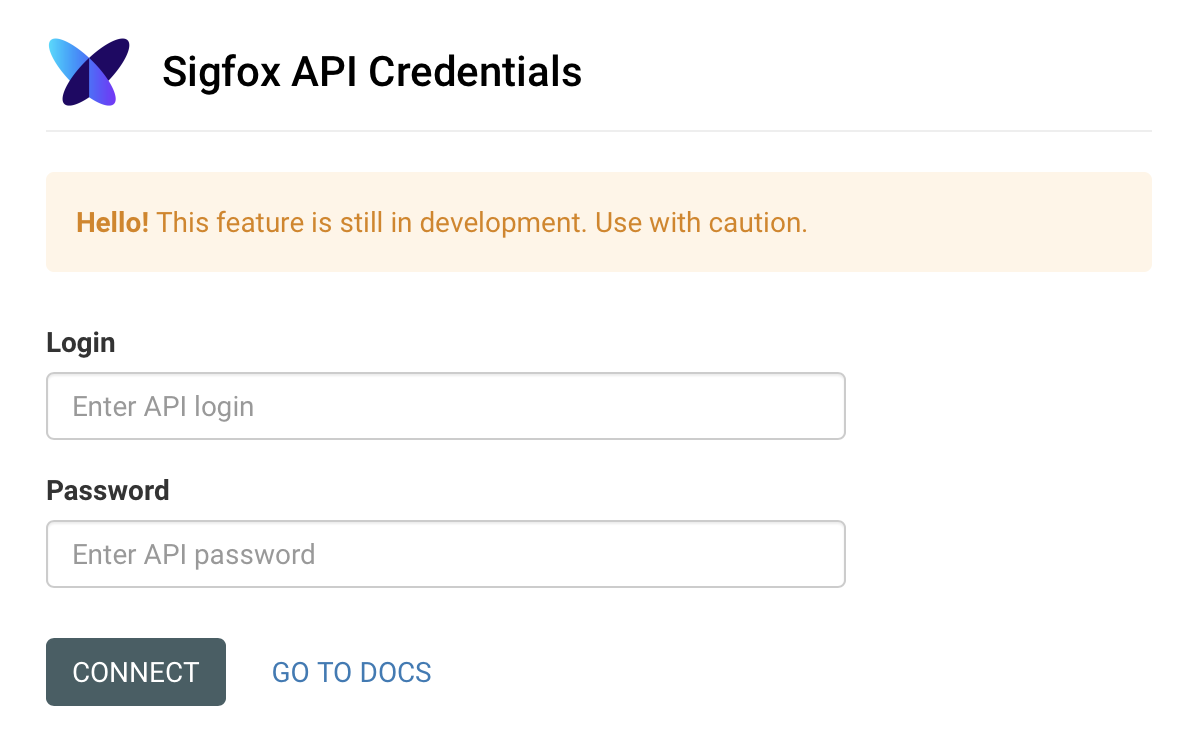 Sigfox API Credentials
Hello! This feature is still in development. Use with caution.
Login
Enter API login
Password
Enter API password
CONNECT GO TO DOCS